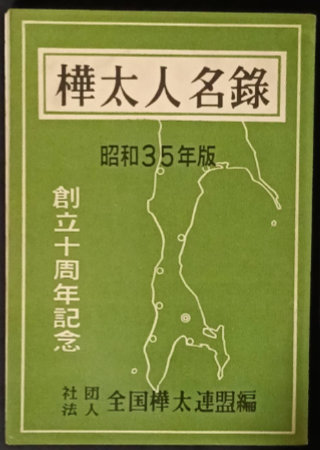 樺太人名錄
昭和35年版
創立十周年記念
社団法人 全国樺太連盟編